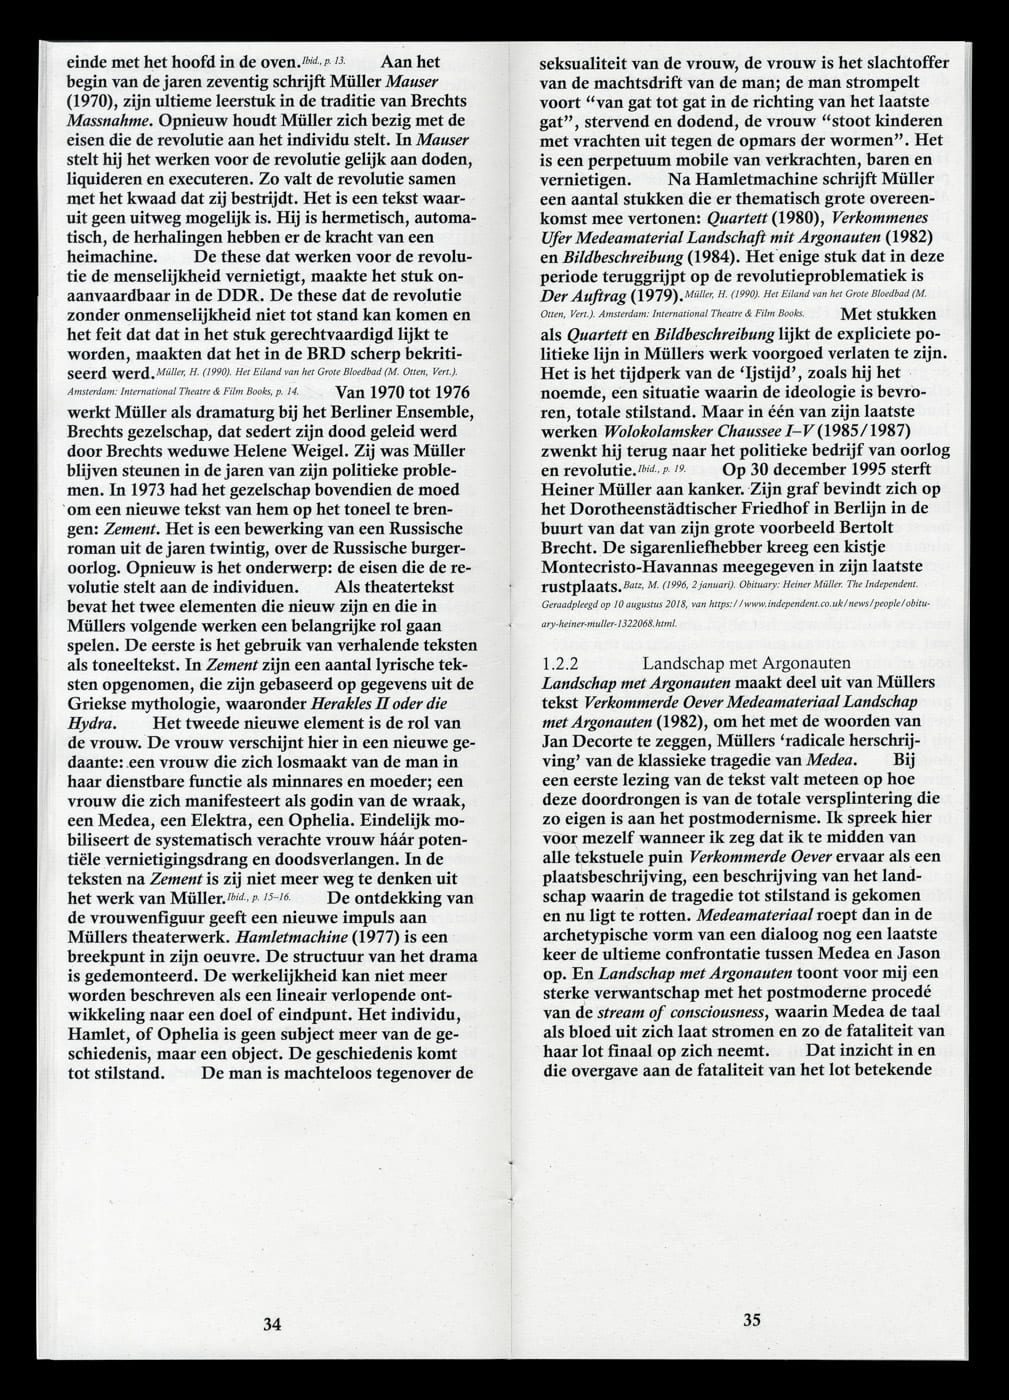 einde met het hoofd in de oven. Ibid., p. 13. Aan het
begin van de jaren zeventig schrijft Müller Mauser
(1970), zijn ultieme leerstuk in de traditie van Brechts
Massnahme. Opnieuw houdt Müller zich bezig met de
eisen die de revolutie aan het individu stelt. In Mauser
stelt hij het werken voor de revolutie gelijk aan doden,
liquideren en executeren. Zo valt de revolutie samen
met het kwaad dat zij bestrijdt. Het is een tekst waar-
uit geen uitweg mogelijk is. Hij is hermetisch, automa-
tisch, de herhalingen hebben er de kracht van een
heimachine. De these dat werken voor de revolu-
tie de menselijkheid vernietigt, maakte het stuk on-
aanvaardbaar in de DDR. De these dat de revolutie
zonder onmenselijkheid niet tot stand kan komen en
het feit dat dat in het stuk gerechtvaardigd lijkt te
worden, maakten dat het in de BRD scherp bekriti-
seerd werd. Müller, H. (1990). Het Eiland van het Grote Bloedbad (M. Otten, Vert.).
Amsterdam: International Theatre & Film Books, p. 14. Van 1970 tot 1976
werkt Müller als dramaturg bij het Berliner Ensemble,
Brechts gezelschap, dat sedert zijn dood geleid werd
door Brechts weduwe Helene Weigel. Zij was Müller
blijven steunen in de jaren van zijn politieke proble-
men. In 1973 had het gezelschap bovendien de moed
om een nieuwe tekst van hem op het toneel te bren-
gen: Zement. Het is een bewerking van een Russische
roman uit de jaren twintig, over de Russische burger-
oorlog. Opnieuw is het onderwerp: de eisen die de re-
volutie stelt aan de individuen. Als theatertekst
bevat het twee elementen die nieuw zijn en die in
Müllers volgende werken een belangrijke rol gaan
spelen. De eerste is het gebruik van verhalende teksten
als toneeltekst. In Zement zijn een aantal lyrische tek-
sten opgenomen, die zijn gebaseerd op gegevens uit de
Griekse mythologie, waaronder Herakles II oder die
Hydra. Het tweede nieuwe element is de rol van
de vrouw. De vrouw verschijnt hier in een nieuwe ge-
daante: een vrouw die zich losmaakt van de man in
haar dienstbare functie als minnares en moeder; een
vrouw die zich manifesteert als godin van de wraak,
een Medea, een Elektra, een Ophelia. Eindelijk mo-
biliseert de systematisch verachte vrouw háár poten-
tiële vernietigingsdrang en doodsverlangen. In de
teksten na Zement is zij niet meer weg te denken uit
het werk van Müller. Ibid., p. 15–16. De ontdekking van
de vrouwenfiguur geeft een nieuwe impuls aan
Müllers theaterwerk. Hamletmachine (1977) is een
breekpunt in zijn oeuvre. De structuur van het drama
is gedemonteerd. De werkelijkheid kan niet meer
worden beschreven als een lineair verlopende ont-
wikkeling naar een doel of eindpunt. Het individu,
Hamlet, of Ophelia is geen subject meer van de ge-
schiedenis, maar een object. De geschiedenis komt
tot stilstand. De man is machteloos tegenover de
34
seksualiteit van de vrouw, de vrouw is het slachtoffer
van de machtsdrift van de man; de man strompelt
voort “van gat tot gat in de richting van het laatste
gat”, stervend en dodend, de vrouw “stoot kinderen
met vrachten uit tegen de opmars der wormen”. Het
is een perpetuum mobile van verkrachten, baren en
vernietigen. Na Hamletmachine schrijft Müller
een aantal stukken die er thematisch grote overeen-
komst mee vertonen: Quartett (1980), Verkommenes
Ufer Medeamaterial Landschaft mit Argonauten (1982)
en Bildbeschreibung (1984). Het enige stuk dat in deze
periode teruggrijpt op de revolutieproblematiek is
Der Auftrag (1979). Müller, H. (1990). Het Eiland van het Grote Bloedbad (M.
Otten, Vert.). Amsterdam: International Theatre & Film Books. Met stukken
als Quartett en Bildbeschreibung lijkt de expliciete po-
litieke lijn in Müllers werk voorgoed verlaten te zijn.
Het is het tijdperk van de ‘Ijstijd’, zoals hij het
noemde, een situatie waarin de ideologie is bevro-
ren, totale stilstand. Maar in één van zijn laatste
werken Wolokolamsker Chaussee I–V (1985/1987)
zwenkt hij terug naar het politieke bedrijf van oorlog
en revolutie. Ibid., p. 19. Op 30 december 1995 sterft
Heiner Müller aan kanker. Zijn graf bevindt zich op
het Dorotheenstädtischer Friedhof in Berlijn in de
buurt van dat van zijn grote voorbeeld Bertolt
Brecht. De sigarenliefhebber kreeg een kistje
Montecristo-Havannas meegegeven in zijn laatste
rustplaats. Batz, M. (1996, 2 januari). Obituary: Heiner Müller. The Independent.
Geraadpleegd op 10 augustus 2018, van https://www.independent.co.uk/news/people/obitu-
ary-heiner-muller-1322068.html.
1.2.2 Landschap met Argonauten
Landschap met Argonauten maakt deel uit van Müllers
tekst Verkommerde Oever Medeamateriaal Landschap
met Argonauten (1982), om het met de woorden van
Jan Decorte te zeggen, Müllers ‘radicale herschrij-
ving’ van de klassieke tragedie van Medea. Bij
een eerste lezing van de tekst valt meteen op hoe
deze doordrongen is van de totale versplintering die
zo eigen is aan het postmodernisme. Ik spreek hier
voor mezelf wanneer ik zeg dat ik te midden van
alle tekstuele puin Verkommerde Oever ervaar als een
plaatsbeschrijving, een beschrijving van het land-
schap waarin de tragedie tot stilstand is gekomen
en nu ligt te rotten. Medeamateriaal roept dan in de
archetypische vorm van een dialoog nog een laatste
keer de ultieme confrontatie tussen Medea en Jason
op. En Landschap met Argonauten toont voor mij een
sterke verwantschap met het postmoderne procedé
van de stream of consciousness, waarin Medea de taal
als bloed uit zich laat stromen en zo de fataliteit van
haar lot finaal op zich neemt. Dat inzicht in en
die overgave aan de fataliteit van het lot betekende
35